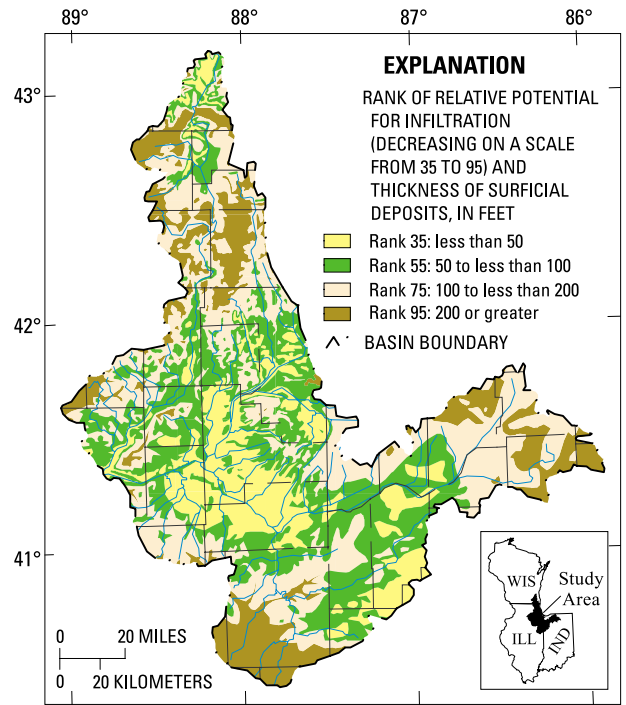 89° 88° 87° 86°
43°
42°
41°
EXPLANATION
RANK OF RELATIVE POTENTIAL
FOR INFILTRATION
(DECREASING ON A SCALE
FROM 35 TO 95) AND
THICKNESS OF SURFICIAL
DEPOSITS, IN FEET
Rank 35: less than 50
Rank 55: 50 to less than 100
Rank 75: 100 to less than 200
Rank 95: 200 or greater
BASIN BOUNDARY
WIS
Study
Area
ILL
IND
0 20 MILES
0 20 KILOMETERS